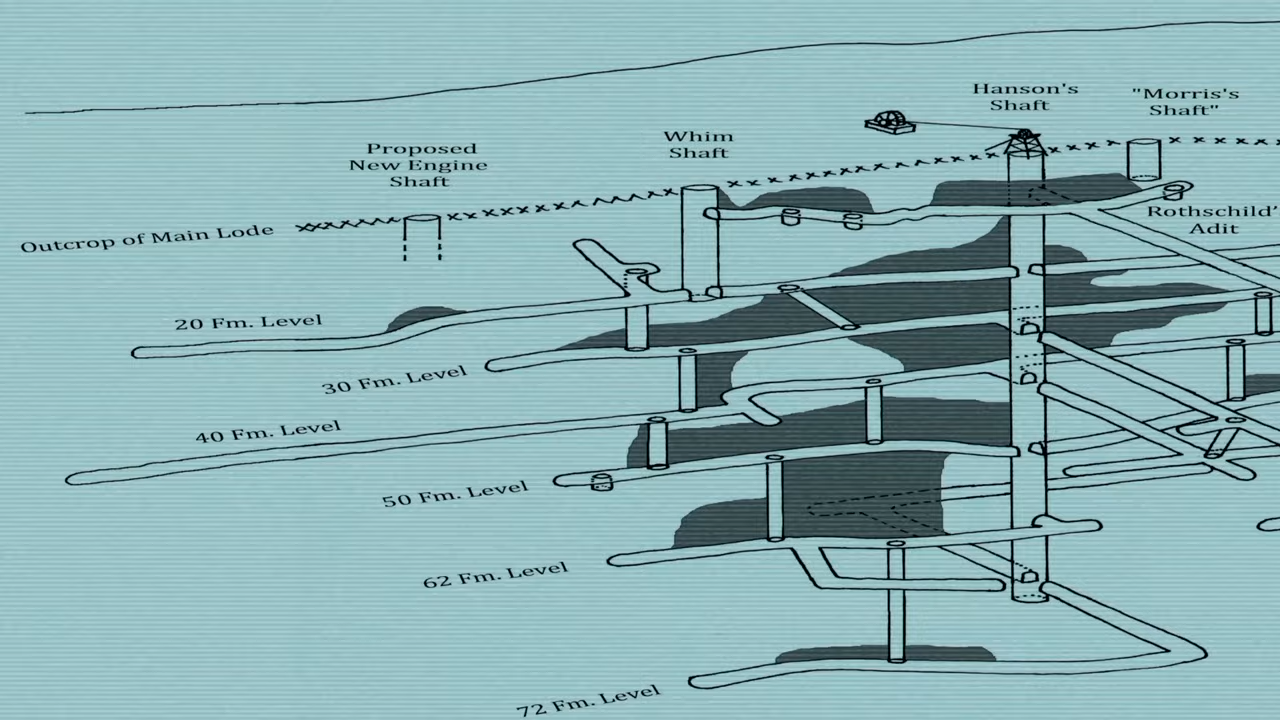 Hanson's
Shaft
"Morris's
Shaft"
Whim
Shaft
Proposed
New Engine
Shaft
Rothschild'
Adit
Outcrop of Main Lode
20 Fm. Level
30 Fm. Level
40 Fm. Level
50 Fm. Level
62 Fm. Level
72 Fm. Level